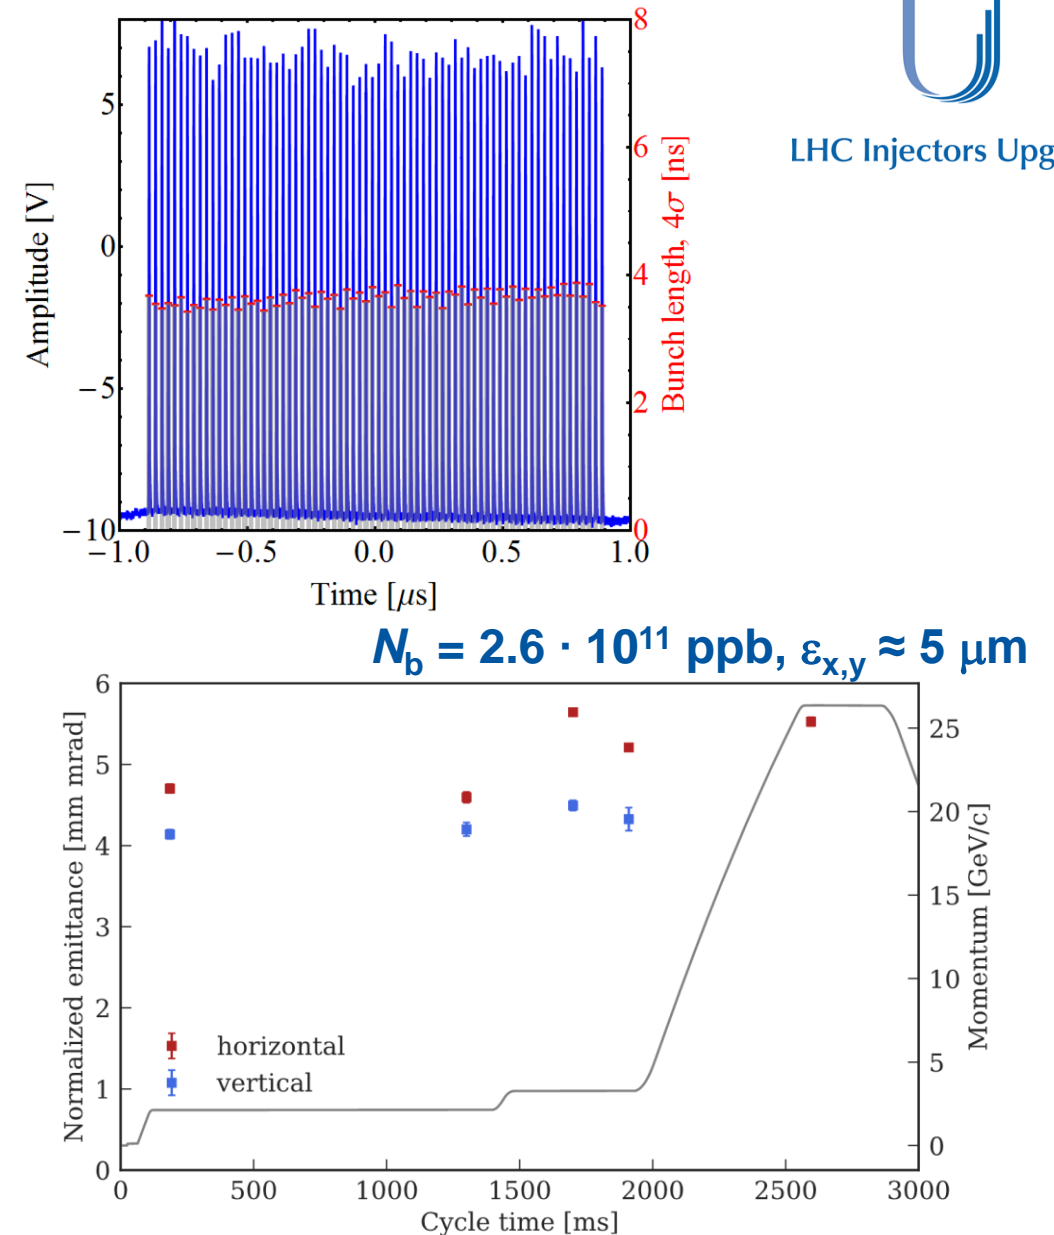 8
5
6
LHC Injectors Upg
Amplitude [V]
0
4
Bunch length, 4σ [ns]
−5
2
−10
0
−1.0 −0.5 0.0 0.5 1.0
Time [μs]
Nb = 2.6 · 10¹¹ ppb, εx,y ≈ 5 μm
6
25
5
20
4
15
3
Normalized emittance [mm mrad]
Momentum [GeV/c]
10
2
horizontal
5
1
vertical
0
0
0 500 1000 1500 2000 2500 3000
Cycle time [ms]